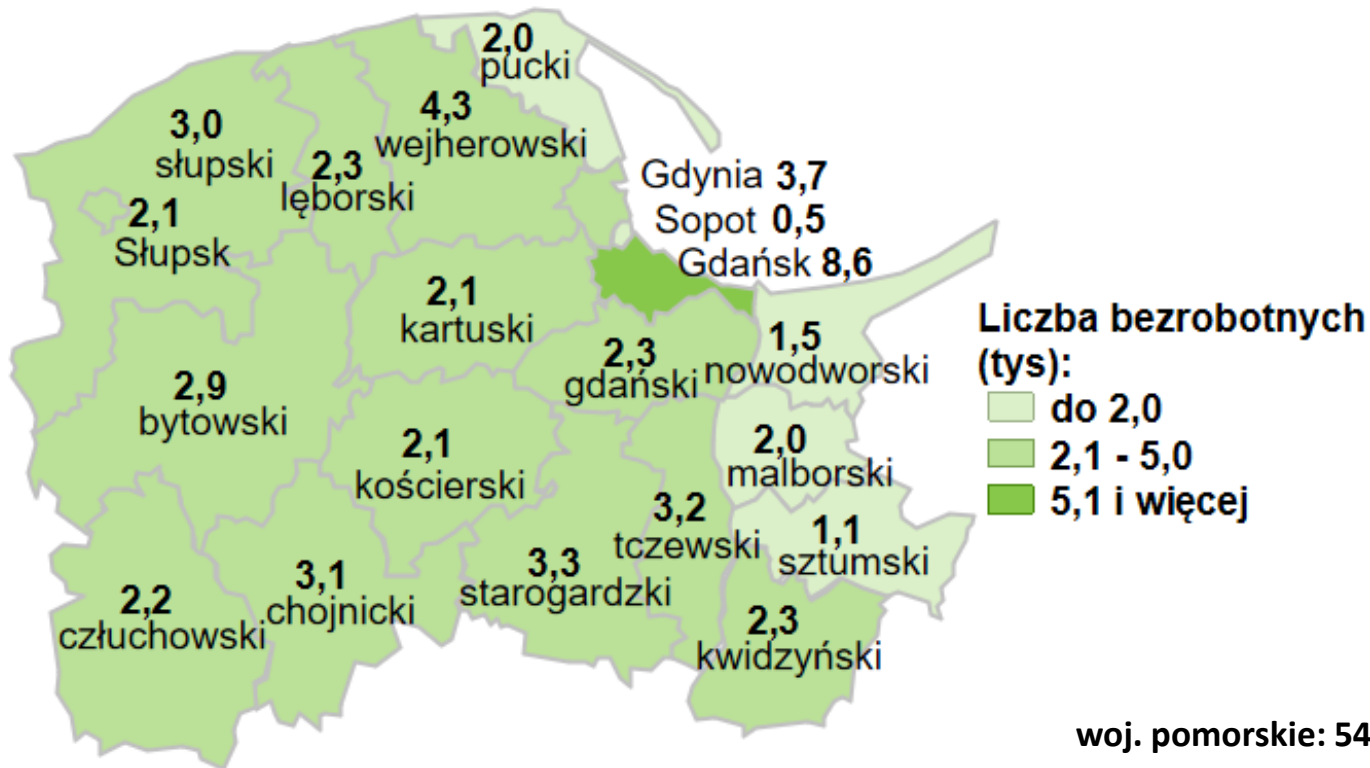 2,0
pucki
4,3
wejherowski
3,0
słupski
2,3
lęborski
2,1
Słupsk
Gdynia 3,7
Sopot 0,5
Gdańsk 8,6
2,1
kartuski
2,3
gdański
1,5
nowodworski
2,9
bytowski
2,1
kościerski
2,0
malborski
3,2
tczewski
1,1
sztumski
3,3
starogardzki
3,1
chojnicki
2,2
człuchowski
2,3
kwidzyński
Liczba bezrobotnych
(tys):
do 2,0
2,1 - 5,0
5,1 i więcej
woj. pomorskie: 54